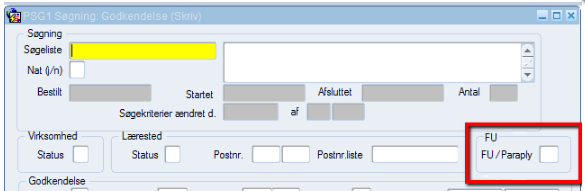 PSG1 Søgning: Godkendelse (Skriv)
Søgning
Søgeliste
Nat (j/n)
Bestilt Startet Afsluttet Antal
Søgekriterier ændret d. af
Virksomhed Lærested FU
Status Status Postnr. Postnr.liste FU/Paraply
Godkendelse